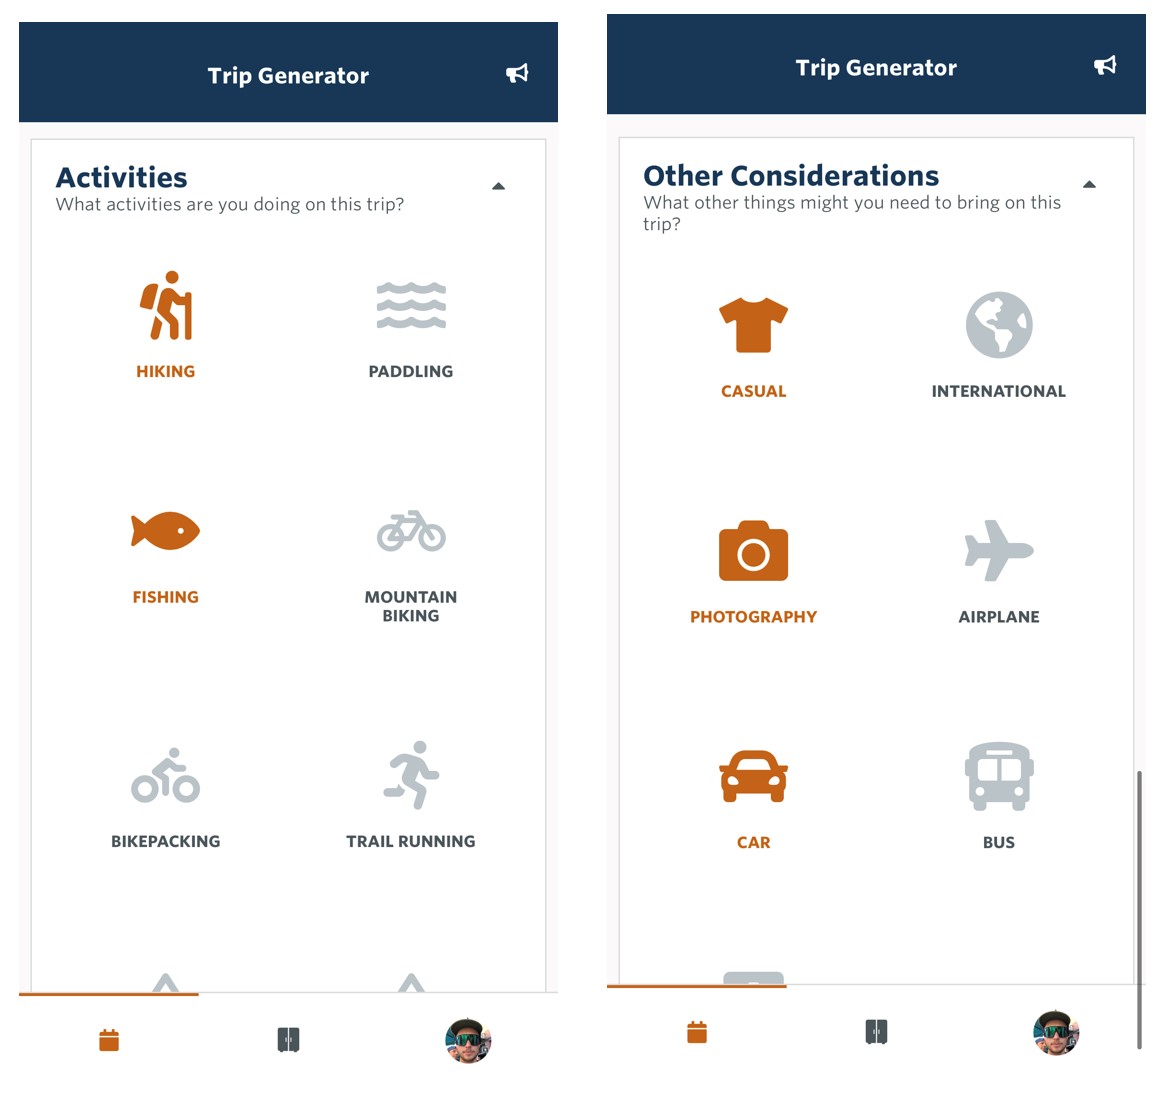 Trip Generator
Activities
What activities are you doing on this trip?
HIKING
PADDLING
FISHING
MOUNTAIN
BIKING
BIKEPACKING
TRAIL RUNNING
Trip Generator
Other Considerations
What other things might you need to bring on this
trip?
CASUAL
INTERNATIONAL
PHOTOGRAPHY
AIRPLANE
CAR
BUS